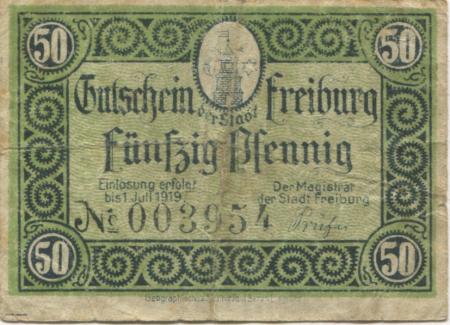 50 50
Gutschein der Stadt Freiburg
Fünfzig Pfennig
Einlösung erfolgt
bis 1. Juli 1919
Der Magistrat
der Stadt Freiburg
No 003954
50 50